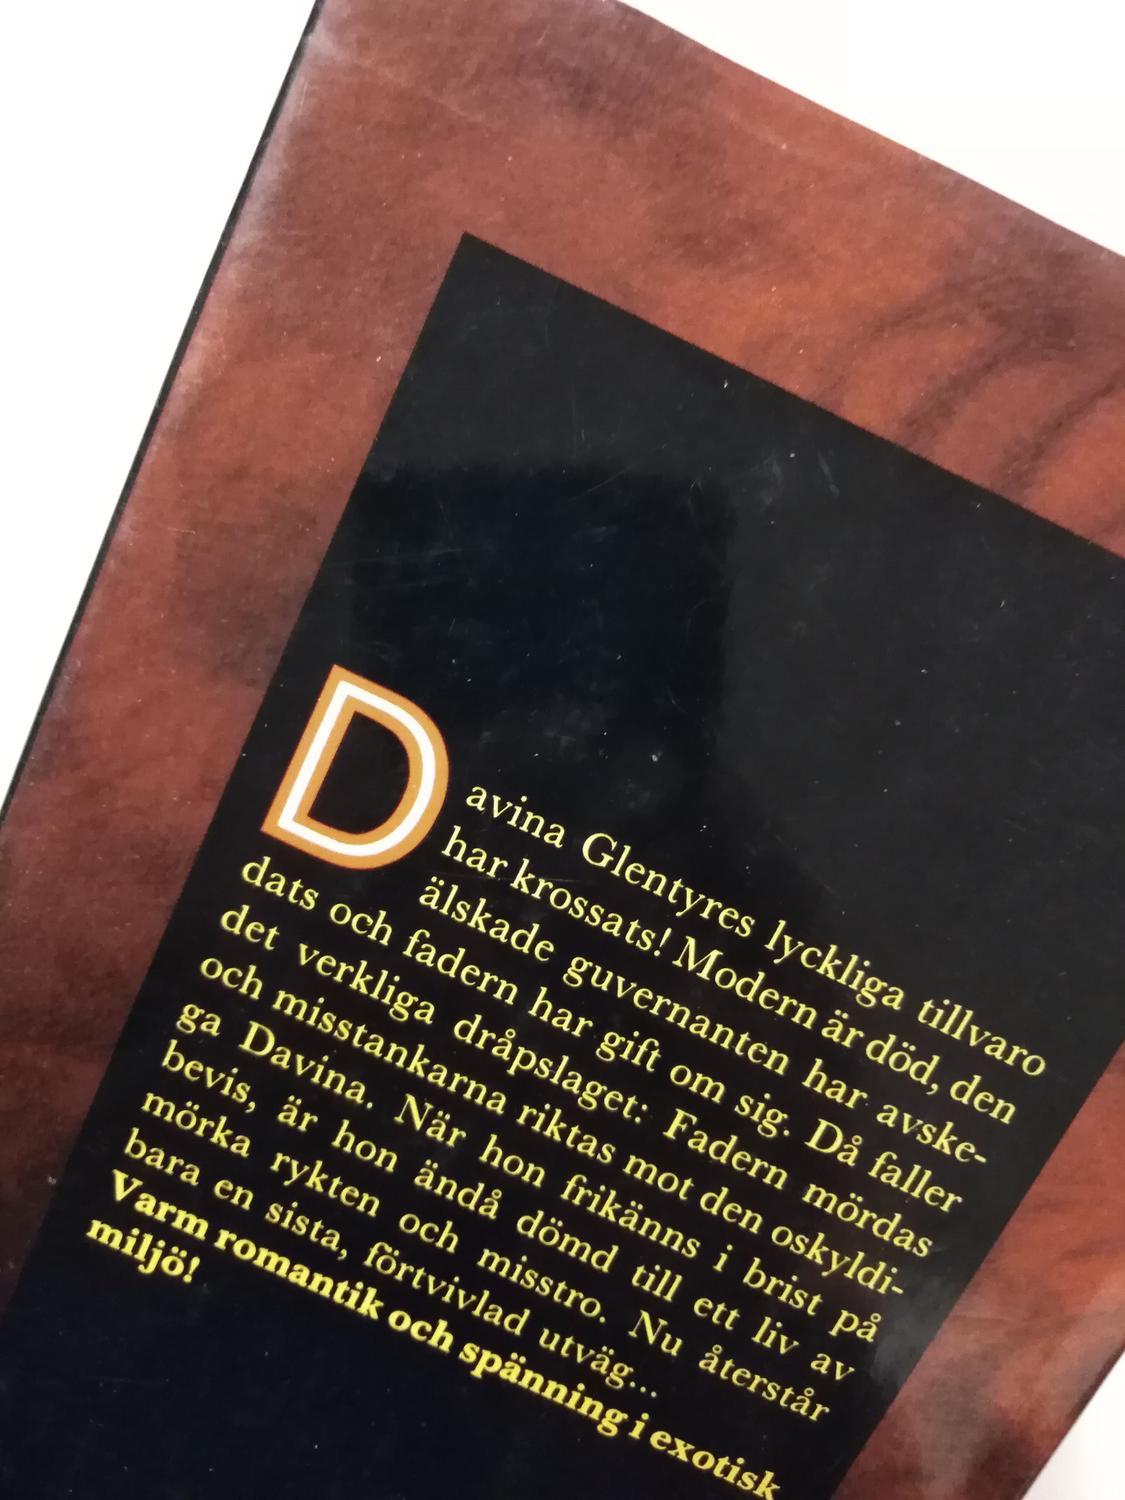 Davina Glentyres lyckliga tillvaro
har krossats! Modern är död, den
älskade guvernanten har avske-
dats och fadern har gift om sig. Då faller
det verkliga dråpslaget: Fadern mördas
och misstankarna riktas mot den oskyldi-
ga Davina. När hon frikänns i brist på
bevis, är hon ändå dömd till ett liv av
mörka rykten och misstro. Nu återstår
bara en sista, förtvivlad utväg...
Varm romantik och spänning i exotisk
miljö!